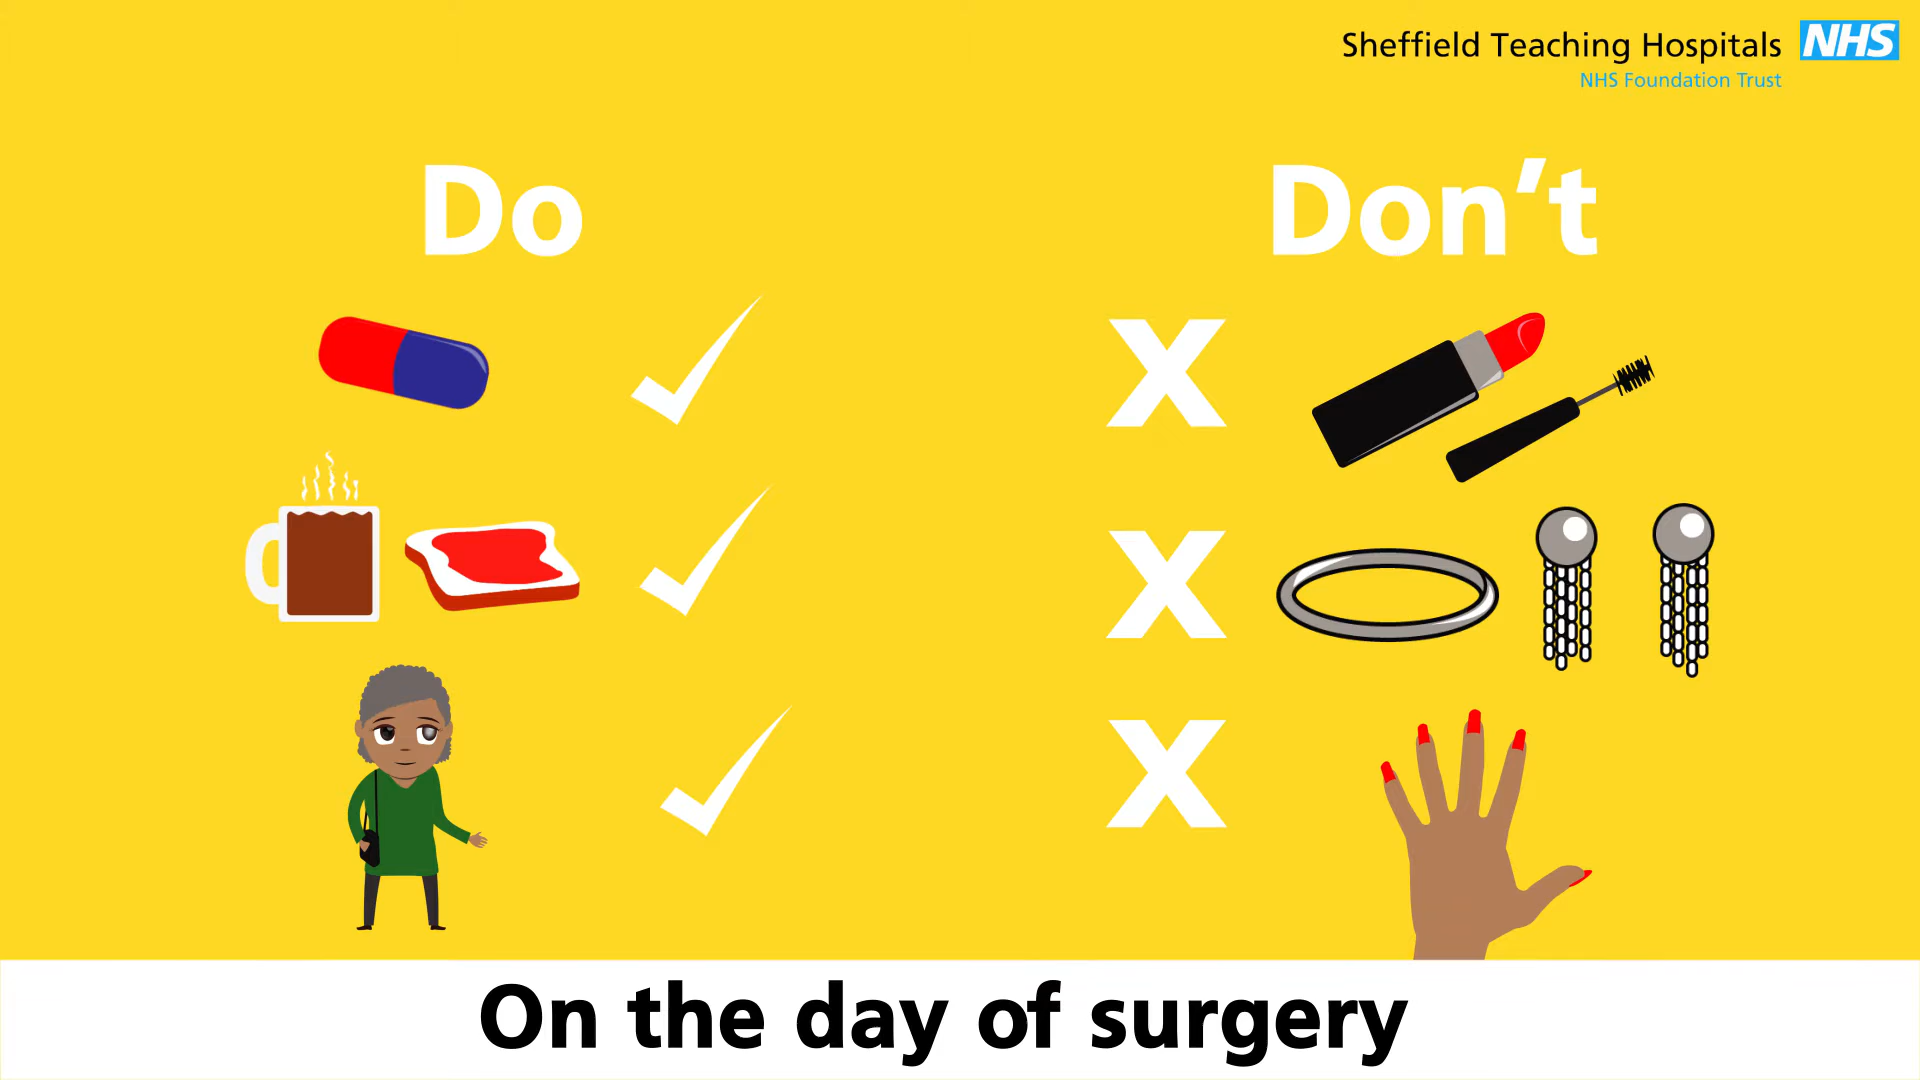 Sheffield Teaching Hospitals NHS
NHS Foundation Trust
Do
Don’t
X
X
X
On the day of surgery